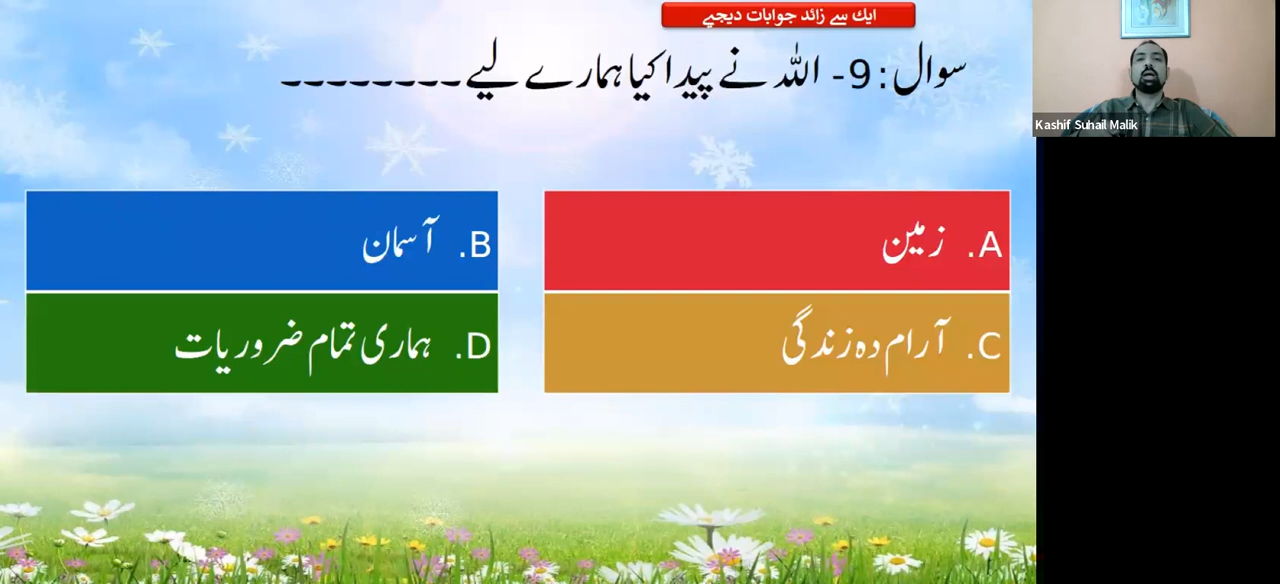 ایک سے زائد جوابات دیجیے
سوال:9- اللہ نے پیدا کیا ہمارے لیے ـ ـ ـ ـ ـ ـ ـ ـ
A. زمین
B. آسمان
C. آرام دہ زندگی
D. ہماری تمام ضروریات
Kashif Suhail Malik